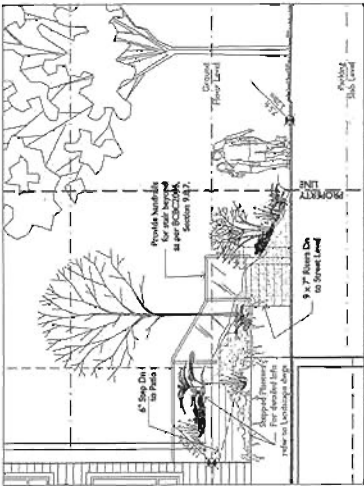 Ground
Floor Level
Parking
Slab Level
PROPERTY
LINE
Provide handrails
for stair beyond
as per
Section 9.8.7.
9 x 7" Risers Dn
to Street Level
6" Step Dn
to Patio
Stepped Planters
For detailed info
refer to Landscape dwgs